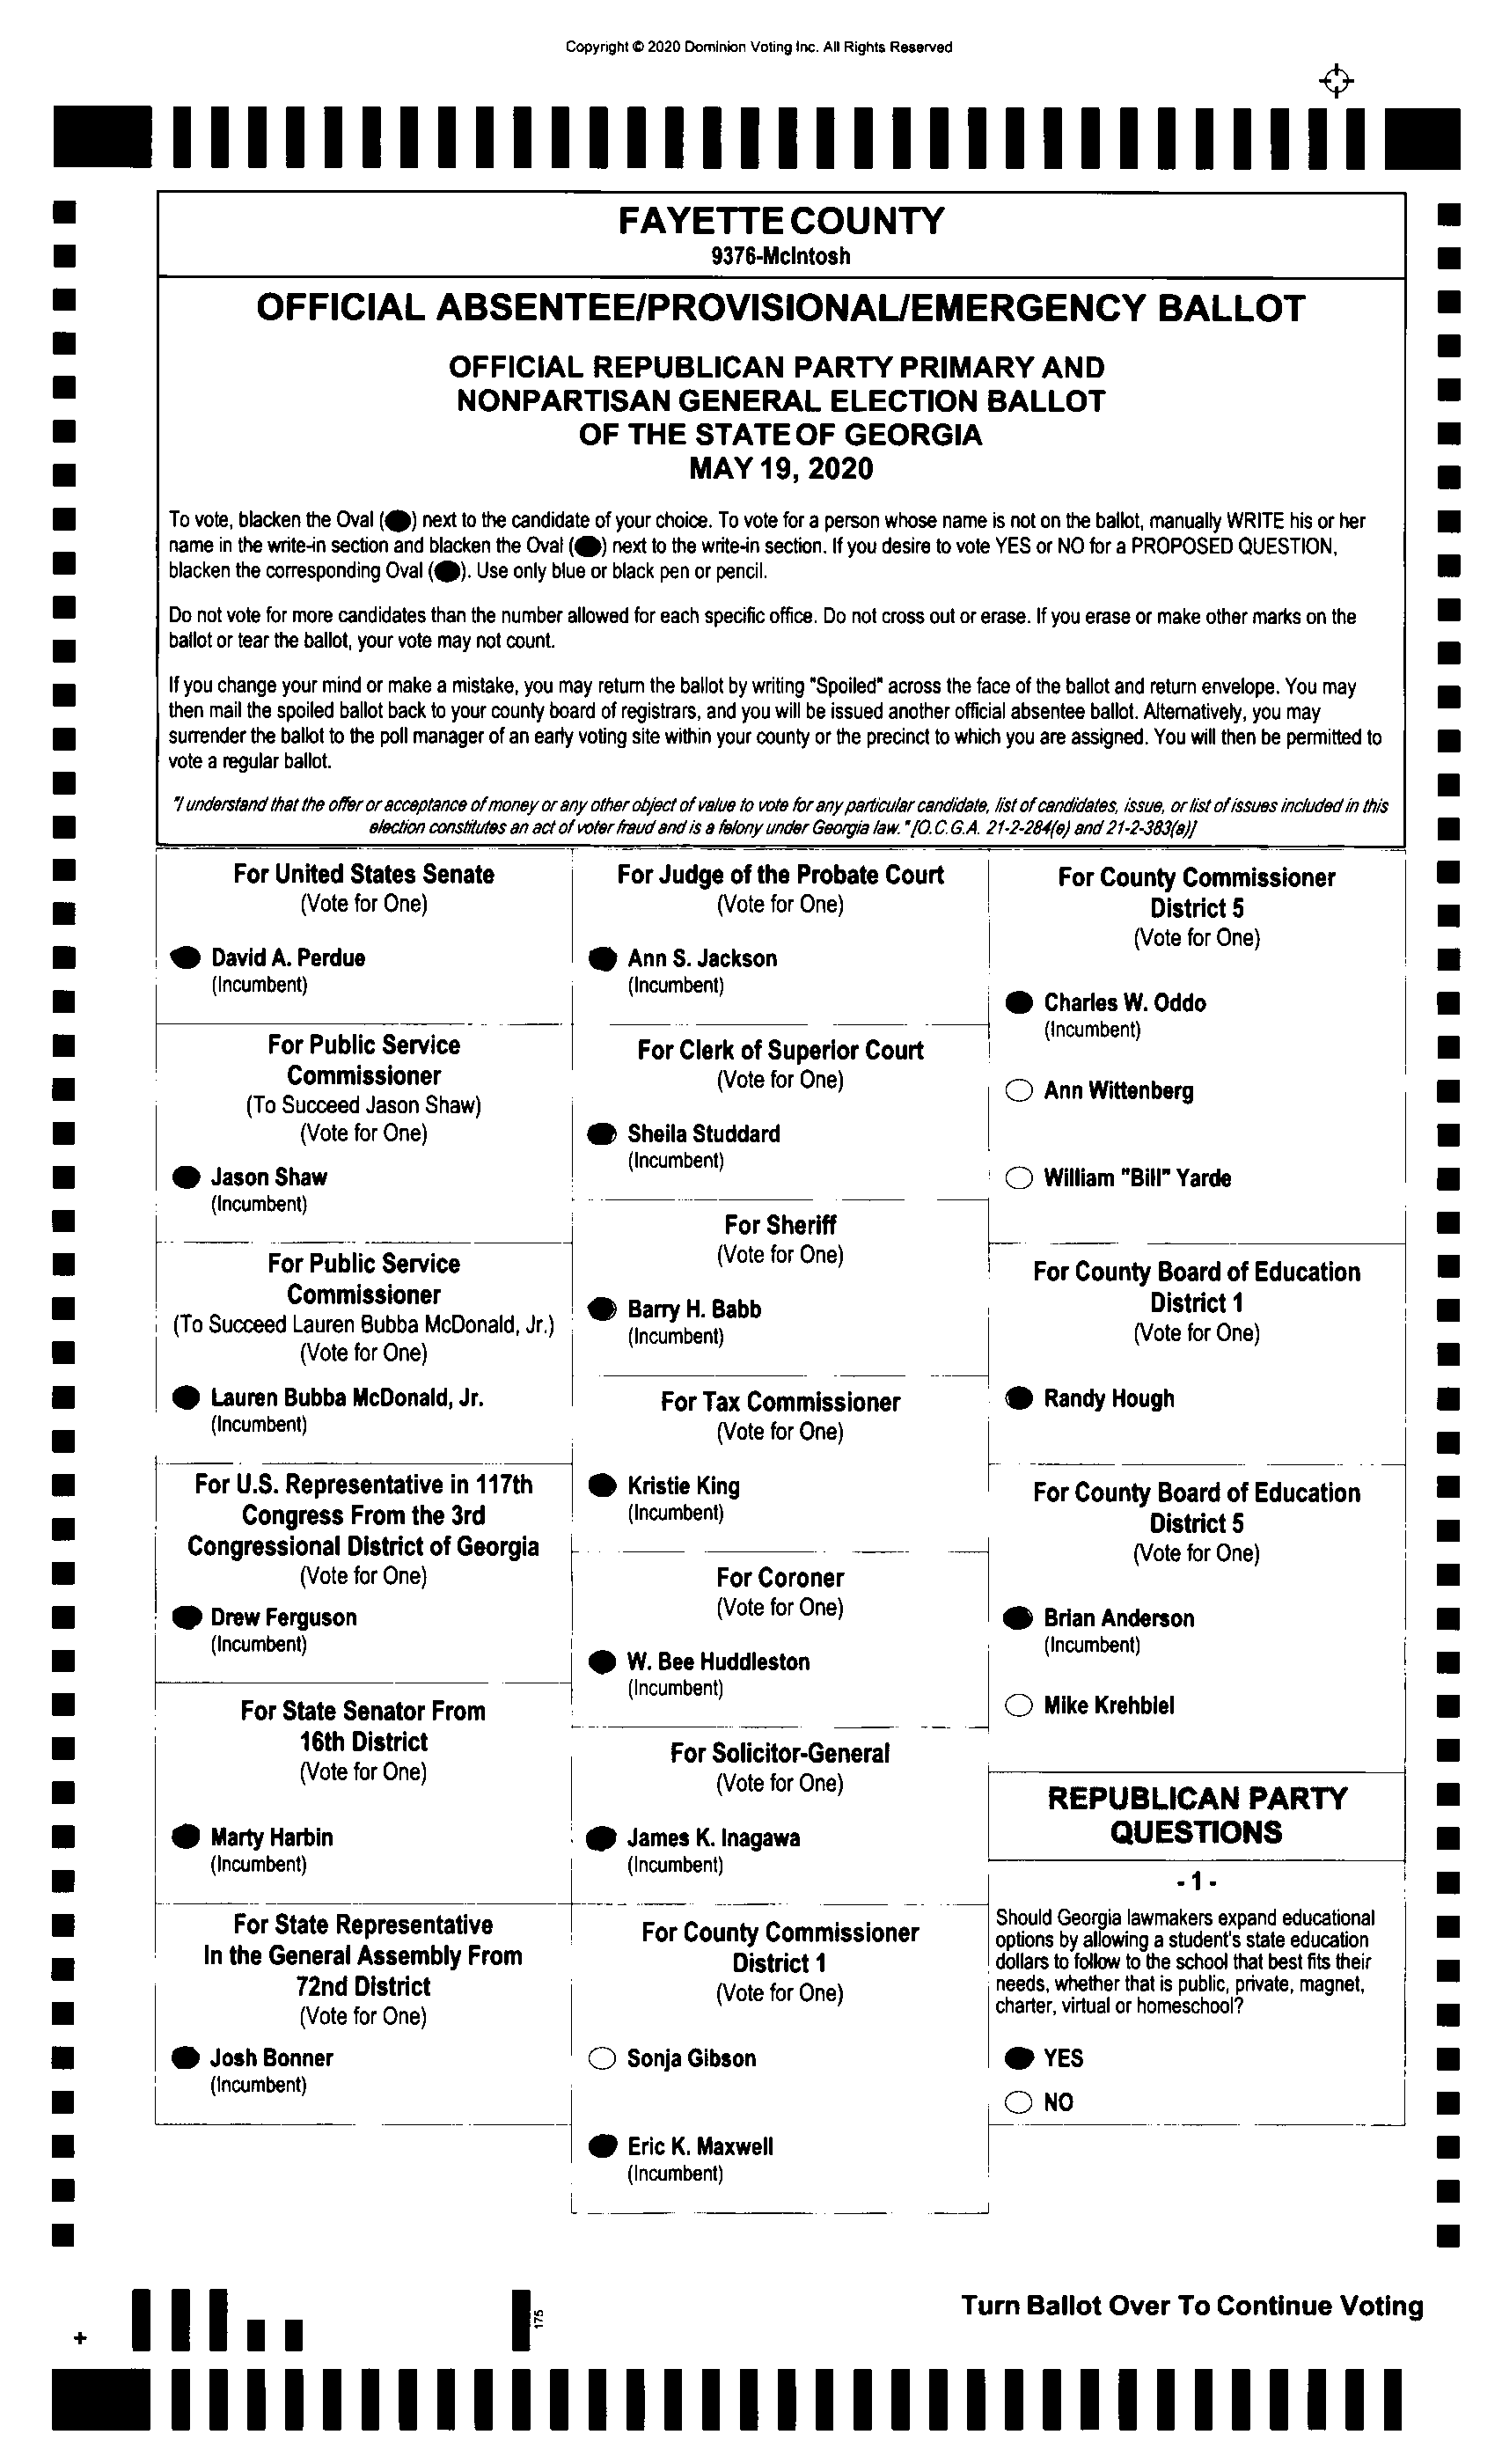 Copyright © 2020 Dominion Voting Inc. All Rights Reserved
FAYETTE COUNTY
9376-McIntosh
OFFICIAL ABSENTEE/PROVISIONAL/EMERGENCY BALLOT
OFFICIAL REPUBLICAN PARTY PRIMARY AND
NONPARTISAN GENERAL ELECTION BALLOT
OF THE STATE OF GEORGIA
MAY 19, 2020
To vote, blacken the Oval (⬤) next to the candidate of your choice. To vote for a person whose name is not on the ballot, manually WRITE his or her
name in the write-in section and blacken the Oval (⬤) next to the write-in section. If you desire to vote YES or NO for a PROPOSED QUESTION,
blacken the corresponding Oval (⬤). Use only blue or black pen or pencil.
Do not vote for more candidates than the number allowed for each specific office. Do not cross out or erase. If you erase or make other marks on the
ballot or tear the ballot, your vote may not count.
If you change your mind or make a mistake, you may return the ballot by writing "Spoiled" across the face of the ballot and return envelope. You may
then mail the spoiled ballot back to your county board of registrars, and you will be issued another official absentee ballot. Alternatively, you may
surrender the ballot to the poll manager of an early voting site within your county or the precinct to which you are assigned. You will then be permitted to
vote a regular ballot.
"I understand that the offer or acceptance of money or any other object of value to vote for any particular candidate, list of candidates, issue, or list of issues included in this
election constitutes an act of voter fraud and is a felony under Georgia law." [O.C.G.A. 21-2-284(e) and 21-2-383(a)]
For United States Senate
(Vote for One)
David A. Perdue
(Incumbent)
For Public Service
Commissioner
(To Succeed Jason Shaw)
(Vote for One)
Jason Shaw
(Incumbent)
For Public Service
Commissioner
(To Succeed Lauren Bubba McDonald, Jr.)
(Vote for One)
Lauren Bubba McDonald, Jr.
(Incumbent)
For U.S. Representative in 117th
Congress From the 3rd
Congressional District of Georgia
(Vote for One)
Drew Ferguson
(Incumbent)
For State Senator From
16th District
(Vote for One)
Marty Harbin
(Incumbent)
For State Representative
In the General Assembly From
72nd District
(Vote for One)
Josh Bonner
(Incumbent)
For Judge of the Probate Court
(Vote for One)
Ann S. Jackson
(Incumbent)
For Clerk of Superior Court
(Vote for One)
Sheila Studdard
(Incumbent)
For Sheriff
(Vote for One)
Barry H. Babb
(Incumbent)
For Tax Commissioner
(Vote for One)
Kristie King
(Incumbent)
For Coroner
(Vote for One)
W. Bee Huddleston
(Incumbent)
For Solicitor-General
(Vote for One)
James K. Inagawa
(Incumbent)
For County Commissioner
District 1
(Vote for One)
Sonja Gibson
Eric K. Maxwell
(Incumbent)
For County Commissioner
District 5
(Vote for One)
Charles W. Oddo
(Incumbent)
Ann Wittenberg
William "Bill" Yarde
For County Board of Education
District 1
(Vote for One)
Randy Hough
For County Board of Education
District 5
(Vote for One)
Brian Anderson
(Incumbent)
Mike Krehbiel
REPUBLICAN PARTY
QUESTIONS
- 1 -
Should Georgia lawmakers expand educational
options by allowing a student's state education
dollars to follow to the school that best fits their
needs, whether that is public, private, magnet,
charter, virtual or homeschool?
YES
NO
Turn Ballot Over To Continue Voting
175